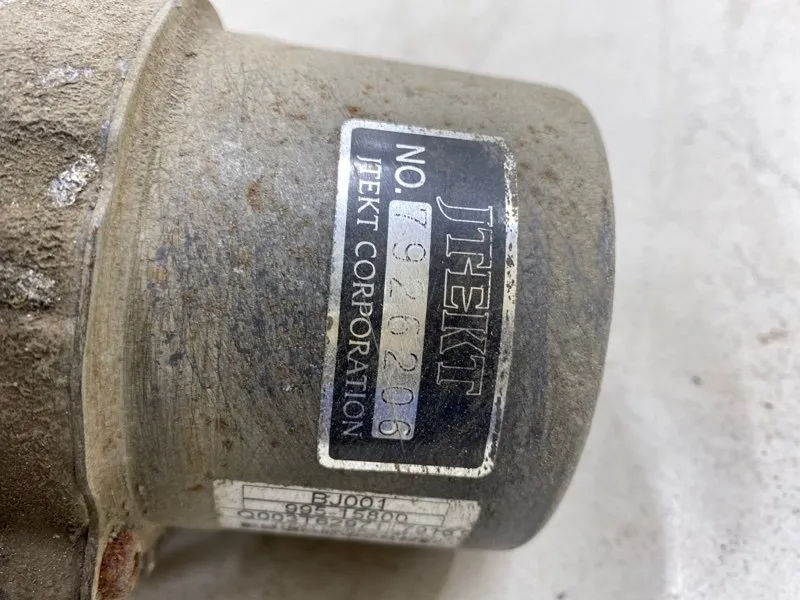 JTEKT
NO. 7926206
JTEKT CORPORATION
BJ001
995-15800